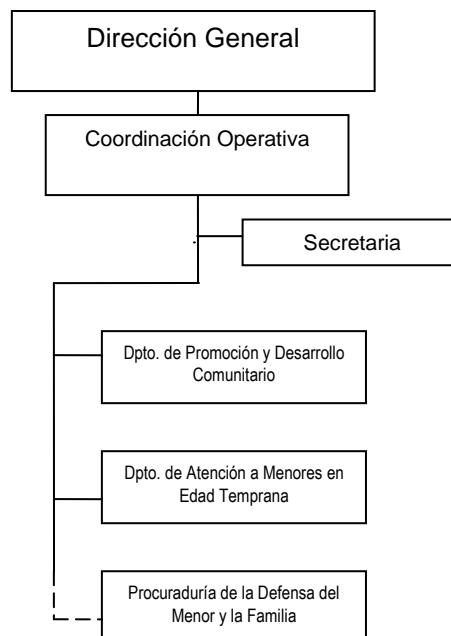 Dirección General
Coordinación Operativa
Secretaria
Dpto. de Promoción y Desarrollo
Comunitario
Dpto. de Atención a Menores en
Edad Temprana
Procuraduría de la Defensa del
Menor y la Familia